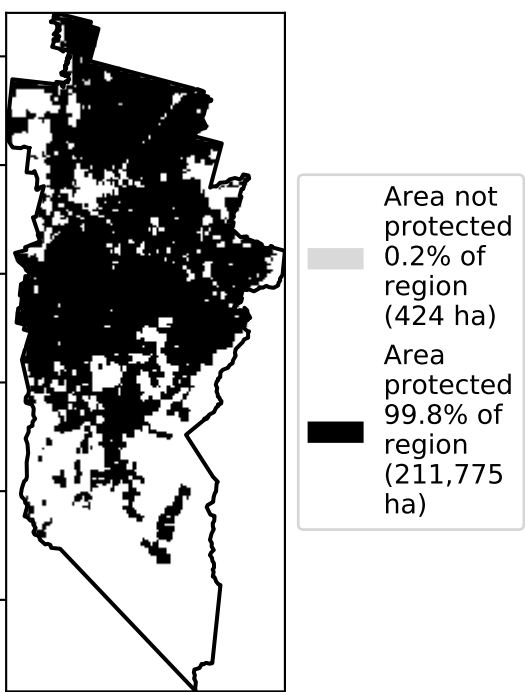 Area not
protected
0.2% of
region
(424 ha)
Area
protected
99.8% of
region
(211,775
ha)